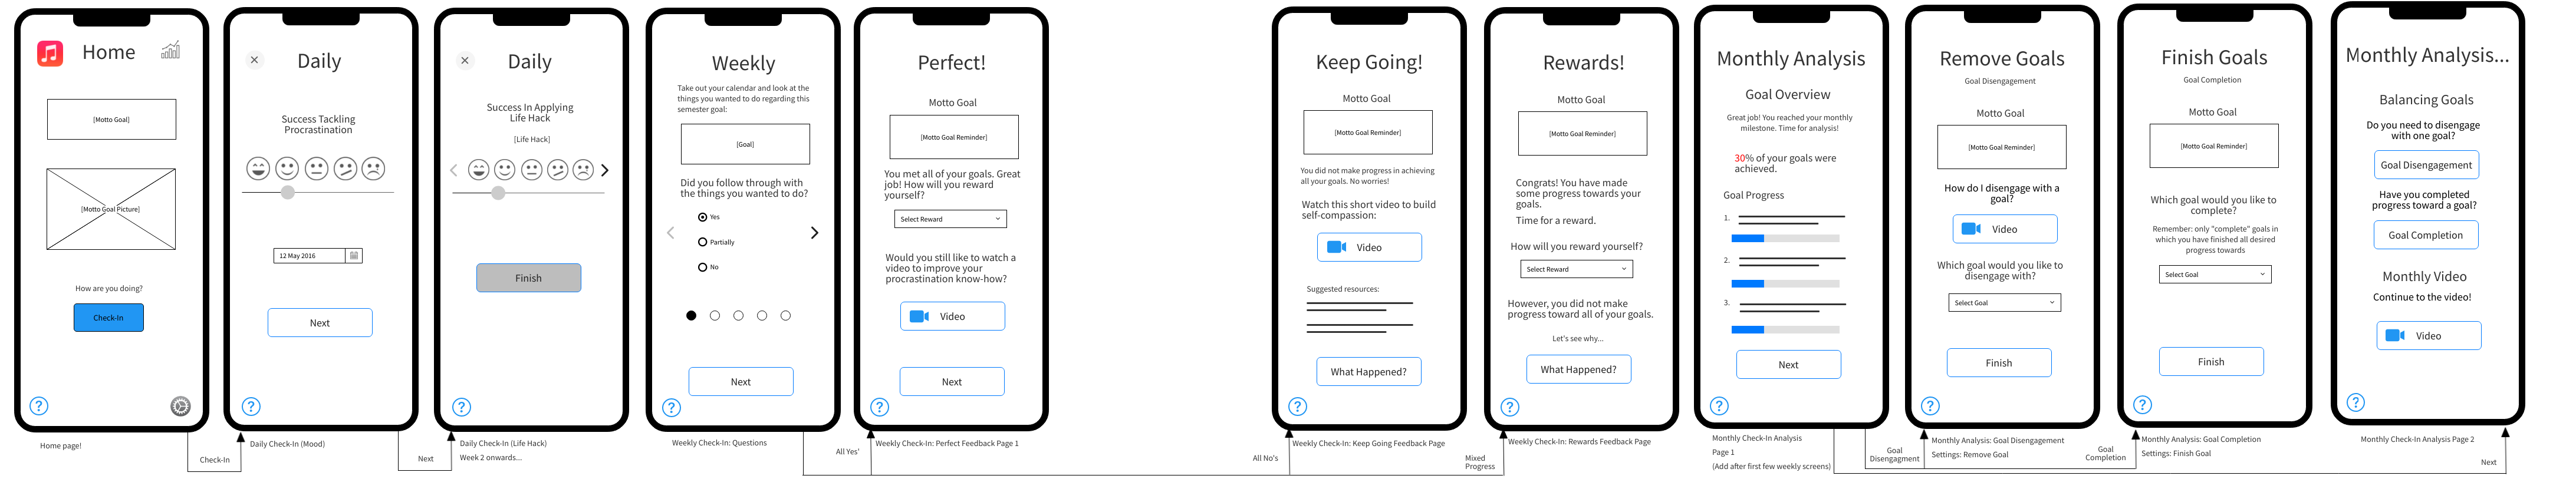 Home
[Motto Goal]
[Motto Goal Picture]
How are you doing?
Check-In
?
Home page!
Check-In
Daily
Success Tackling
Procrastination
12 May 2016
Next
?
Daily Check-In (Mood)
Next
Daily
Success In Applying
Life Hack
[Life Hack]
Finish
?
Daily Check-In (Life Hack)
Week 2 onwards...
Weekly
Take out your calendar and look at the
things you wanted to do regarding this
semester goal:
[Goal]
Did you follow through with
the things you wanted to do?
Yes
Partially
No
Next
?
Weekly Check-In: Questions
All Yes'
Perfect!
Motto Goal
[Motto Goal Reminder]
You met all of your goals. Great
job! How will you reward
yourself?
Select Reward
Would you still like to watch a
video to improve your
procrastination know-how?
Video
Next
?
Weekly Check-In: Perfect Feedback Page 1
All No's
Keep Going!
Motto Goal
[Motto Goal Reminder]
You did not make progress in achieving
all your goals. No worries!
Watch this short video to build
self-compassion:
Video
Suggested resources:
What Happened?
?
Weekly Check-In: Keep Going Feedback Page
Mixed
Progress
Rewards!
Motto Goal
[Motto Goal Reminder]
Congrats! You have made
some progress towards your
goals.
Time for a reward.
How will you reward yourself?
Select Reward
However, you did not make
progress toward all of your goals.
Let's see why...
What Happened?
?
Weekly Check-In: Rewards Feedback Page
Monthly Analysis
Goal Overview
Great job! You reached your monthly
milestone. Time for analysis!
30% of your goals were
achieved.
Goal Progress
1.
2.
3.
Next
?
Monthly Check-In Analysis
Page 1
(Add after first few weekly screens)
Goal
Disengagment
Remove Goals
Goal Disengagement
Motto Goal
[Motto Goal Reminder]
How do I disengage with a
goal?
Video
Which goal would you like to
disengage with?
Select Goal
Finish
?
Monthly Analysis: Goal Disengagement
Settings: Remove Goal
Goal
Completion
Finish Goals
Goal Completion
Motto Goal
[Motto Goal Reminder]
Which goal would you like to
complete?
Remember: only "complete" goals in
which you have finished all desired
progress towards
Select Goal
Finish
?
Monthly Analysis: Goal Completion
Settings: Finish Goal
Monthly Analysis...
Balancing Goals
Do you need to disengage
with one goal?
Goal Disengagement
Have you completed
progress toward a goal?
Goal Completion
Monthly Video
Continue to the video!
Video
?
Monthly Check-In Analysis Page 2
Next